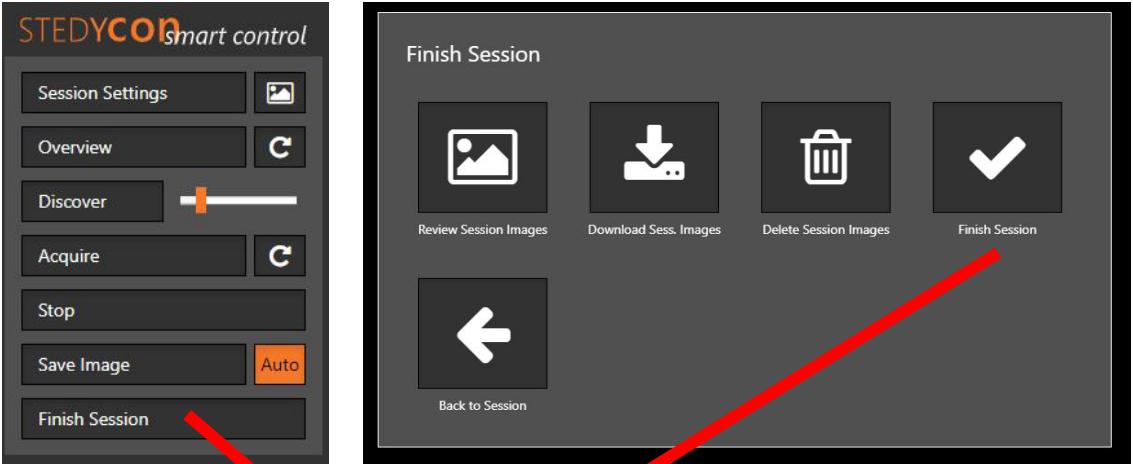 STEDYCON smart control
Session Settings
Overview
Discover
Acquire
Stop
Save Image Auto
Finish Session
Finish Session
Review Session Images Download Sess. Images Delete Session Images Finish Session
Back to Session